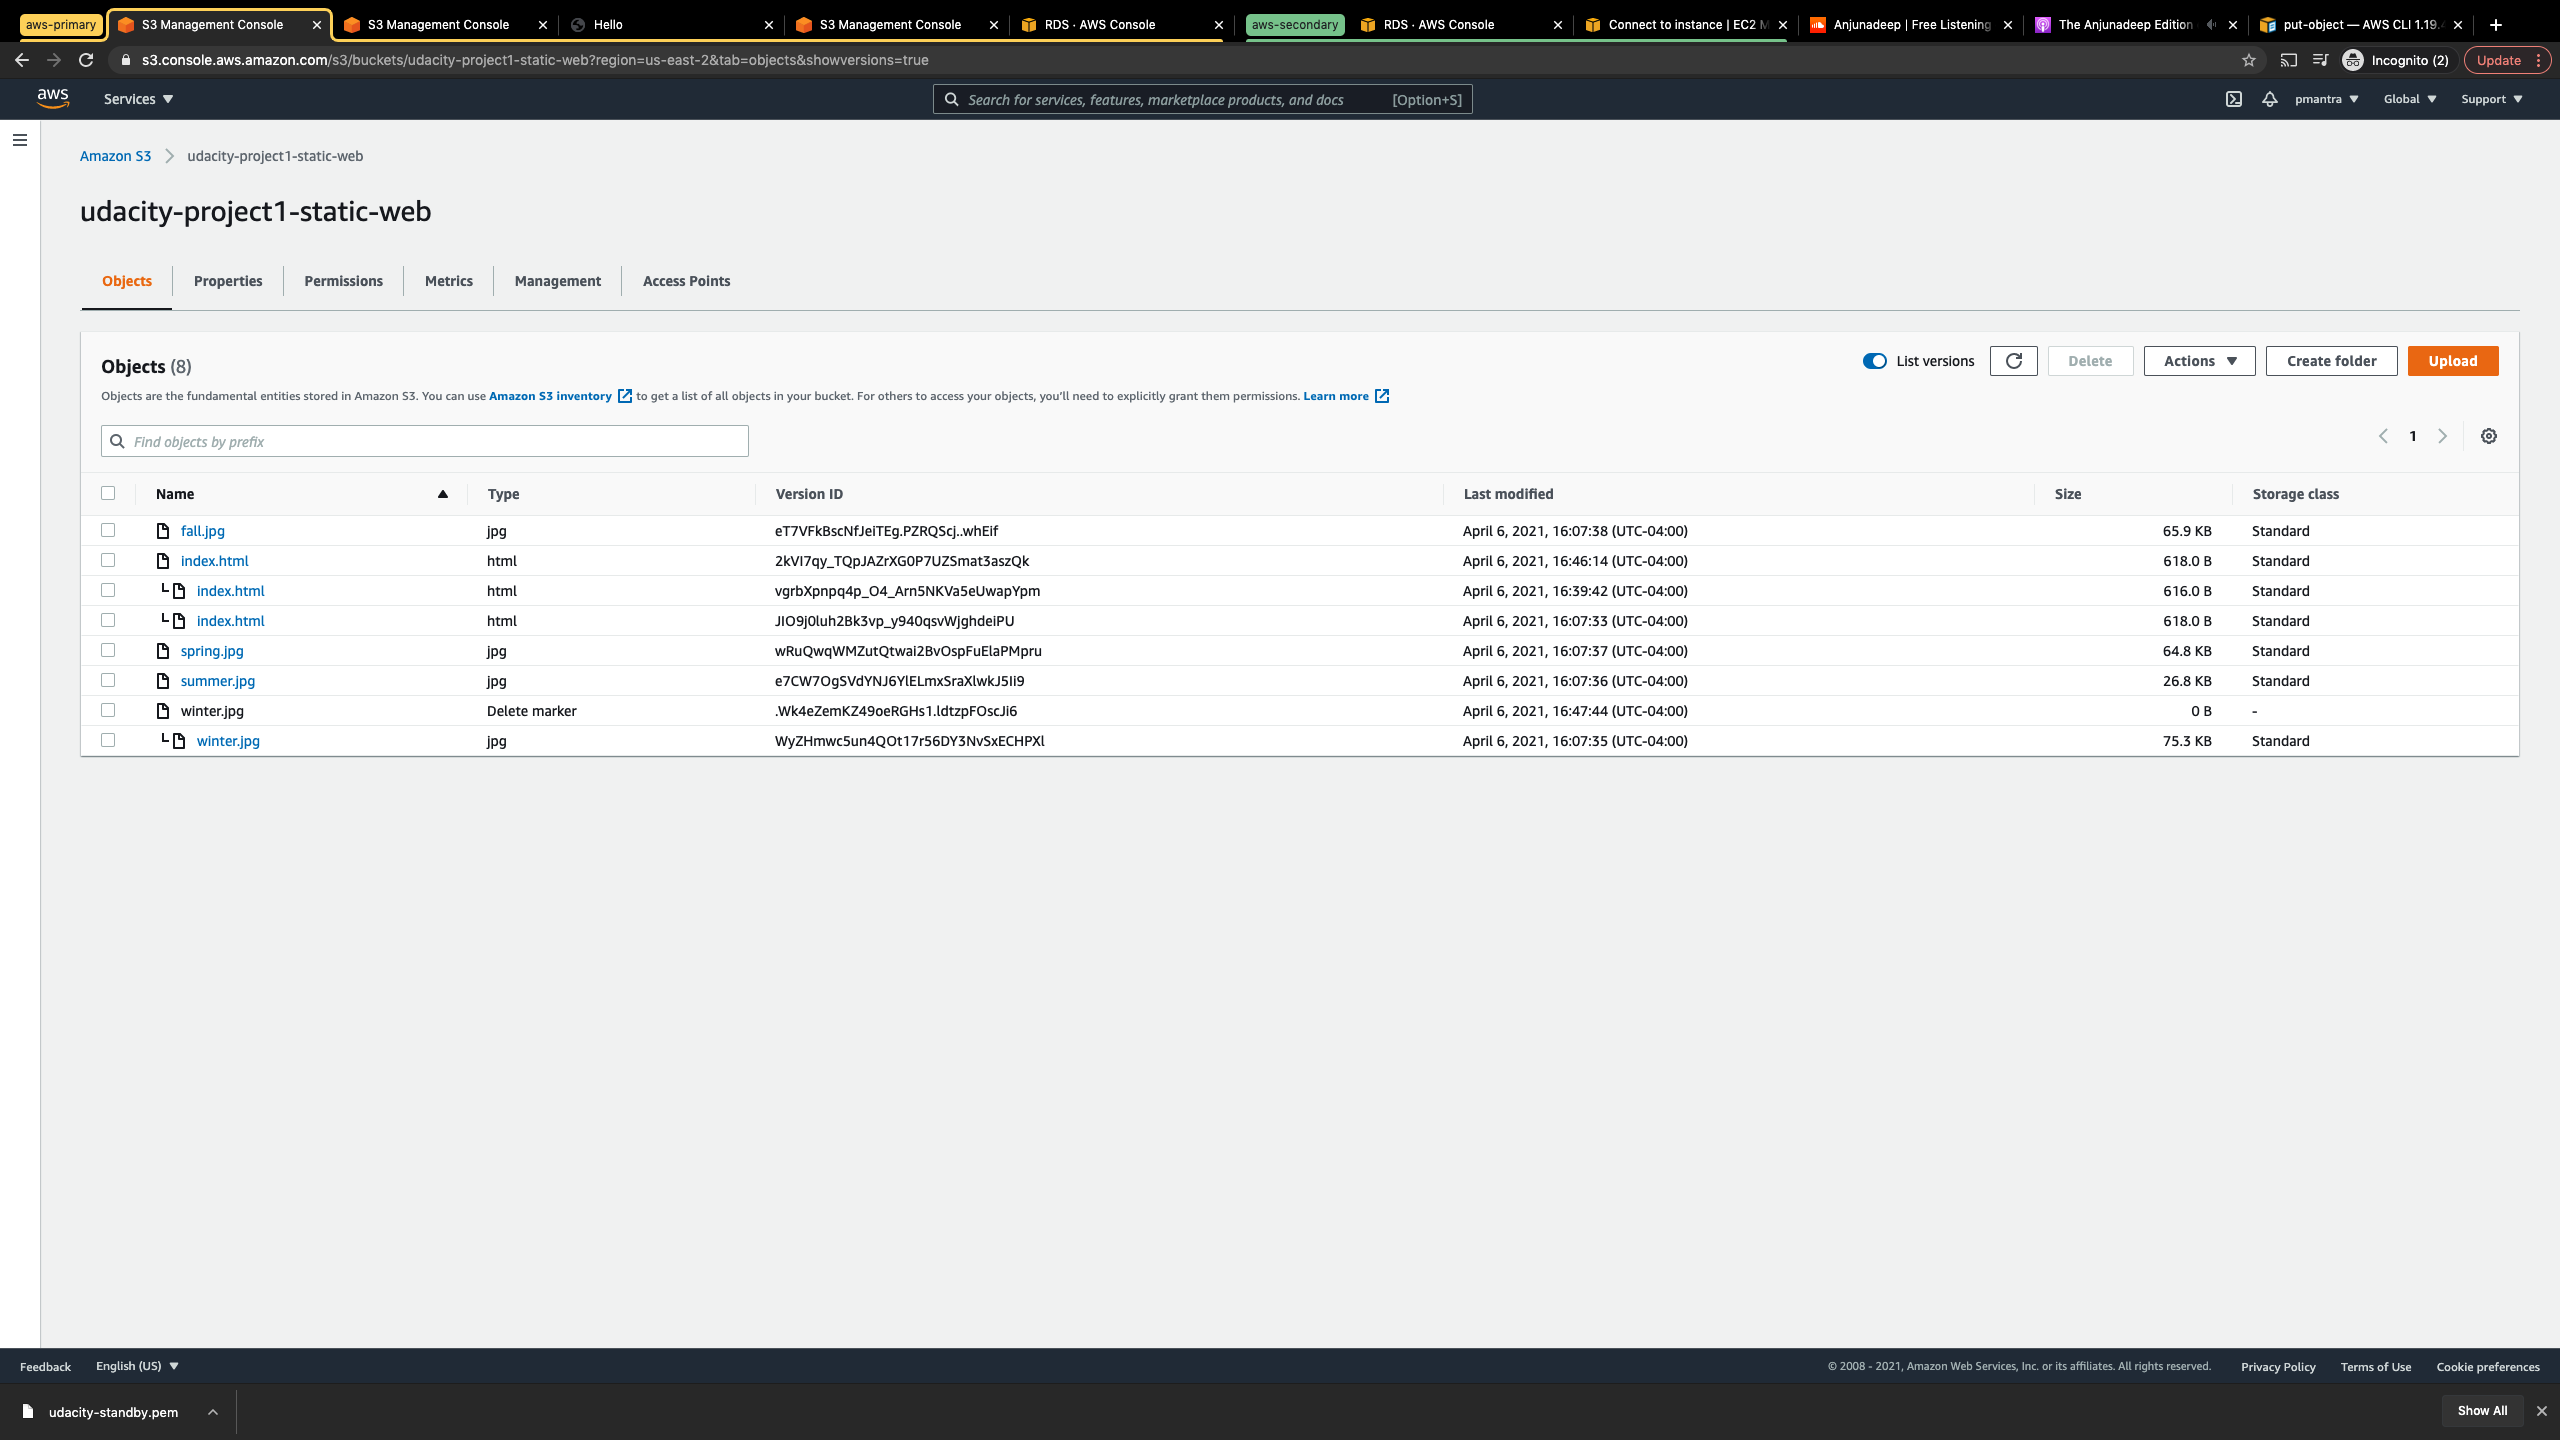 aws-primary S3 Management Console S3 Management Console Hello S3 Management Console RDS · AWS Console aws-secondary RDS · AWS Console Connect to instance | EC2 M Anjunadeep | Free Listening The Anjunadeep Edition put-object — AWS CLI 1.19.
s3.console.aws.amazon.com/s3/buckets/udacity-project1-static-web?region=us-east-2&tab=objects&showversions=true Incognito (2) Update
aws Services Search for services, features, marketplace products, and docs [Option+S] pmantra Global Support
Amazon S3 udacity-project1-static-web
udacity-project1-static-web
Objects Properties Permissions Metrics Management Access Points
Objects (8) List versions Delete Actions Create folder Upload
Objects are the fundamental entities stored in Amazon S3. You can use Amazon S3 inventory to get a list of all objects in your bucket. For others to access your objects, you'll need to explicitly grant them permissions. Learn more
Find objects by prefix 1
Name Type Version ID Last modified Size Storage class
fall.jpg jpg eT7VFkBscNfJeiTEg.PZRQScj..whEif April 6, 2021, 16:07:38 (UTC-04:00) 65.9 KB Standard
index.html html 2kVI7qy_TQpJAZrXG0P7UZSmat3aszQk April 6, 2021, 16:46:14 (UTC-04:00) 618.0 B Standard
index.html html vgrbXpnpq4p_O4_Arn5NKVa5eUwapYpm April 6, 2021, 16:39:42 (UTC-04:00) 616.0 B Standard
index.html html JIO9j0luh2Bk3vp_y940qsvWjghdeiPU April 6, 2021, 16:07:33 (UTC-04:00) 618.0 B Standard
spring.jpg jpg wRuQwqWMZutQtwai2BvOspFuElaPMpru April 6, 2021, 16:07:37 (UTC-04:00) 64.8 KB Standard
summer.jpg jpg e7CW7OgSVdYNJ6YlELmxSraXlwkJ5Ii9 April 6, 2021, 16:07:36 (UTC-04:00) 26.8 KB Standard
winter.jpg Delete marker .Wk4eZemKZ49oeRGHs1.ldtzpFOscJi6 April 6, 2021, 16:47:44 (UTC-04:00) 0 B -
winter.jpg jpg WyZHmwc5un4QOt17r56DY3NvSxECHPXl April 6, 2021, 16:07:35 (UTC-04:00) 75.3 KB Standard
Feedback English (US) © 2008 - 2021, Amazon Web Services, Inc. or its affiliates. All rights reserved. Privacy Policy Terms of Use Cookie preferences
udacity-standby.pem Show All